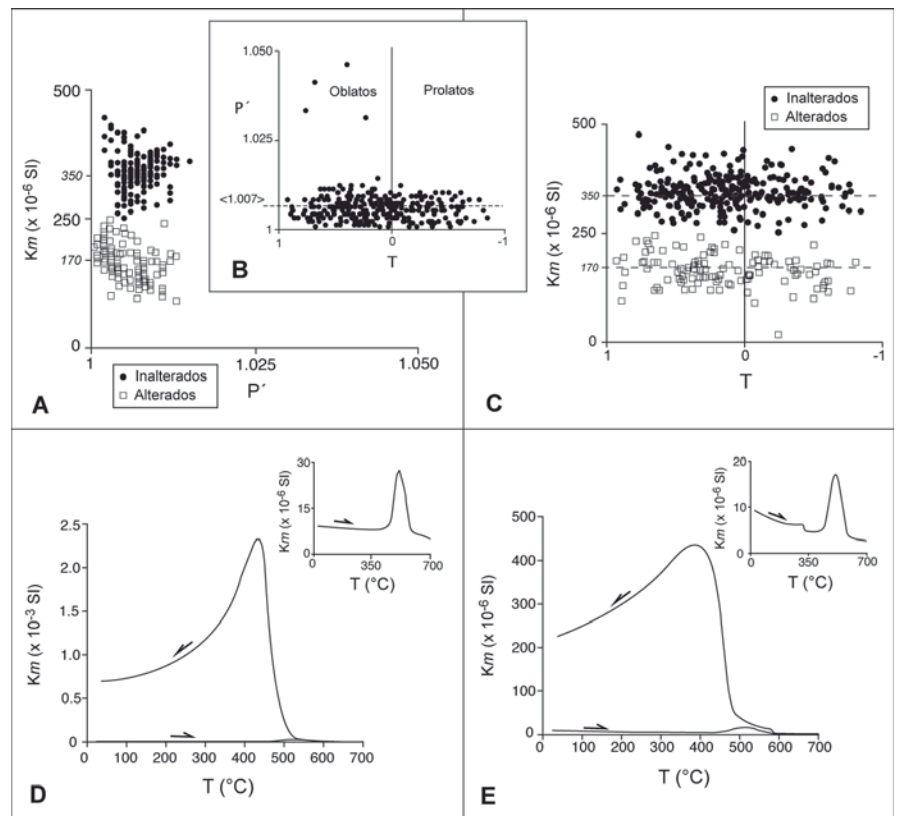 500
350
250
170
0
Km (x 10-6 SI)
1
1.025
1.050
P´
Inalterados
Alterados
A
1.050
1.025
<1.007>
1
P´
Oblatos
Prolatos
1
0
-1
T
B
Inalterados
Alterados
500
350
250
170
0
Km (x 10-6 SI)
1
0
-1
T
C
2.5
2.0
1.5
1.0
0.5
0
Km (x 10-3 SI)
0 100 200 300 400 500 600 700
T (°C)
30
15
0
Km (x 10-6 SI)
0 350 700
T (°C)
D
500
400
300
200
100
0
Km (x 10-6 SI)
0 100 200 300 400 500 600 700
T (°C)
20
10
0
Km (x 10-6 SI)
0 350 700
T (°C)
E